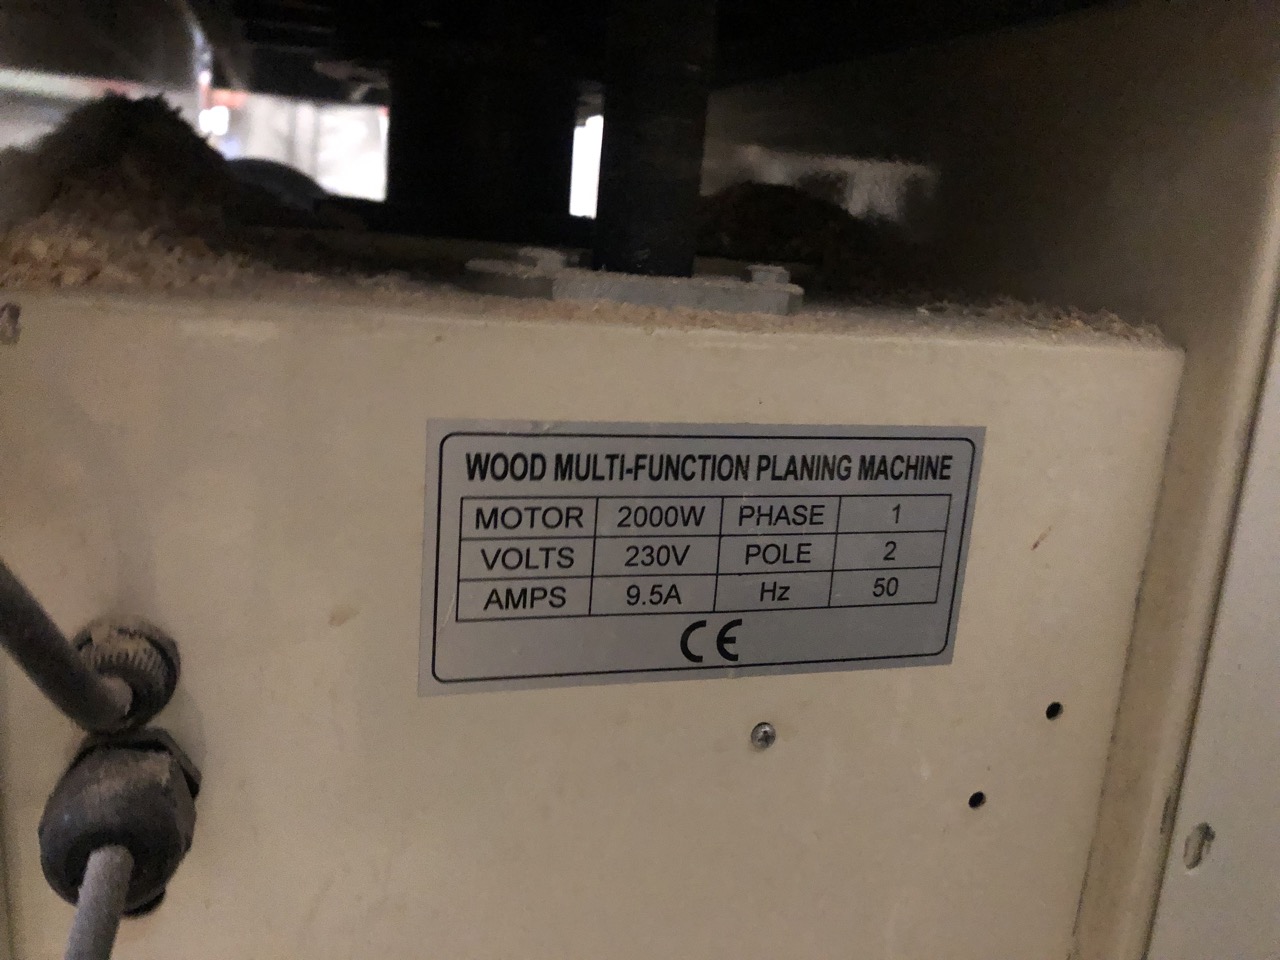 WOOD MULTI-FUNCTION PLANING MACHINE
MOTOR 2000W PHASE 1
VOLTS 230V POLE 2
AMPS 9.5A Hz 50
CE